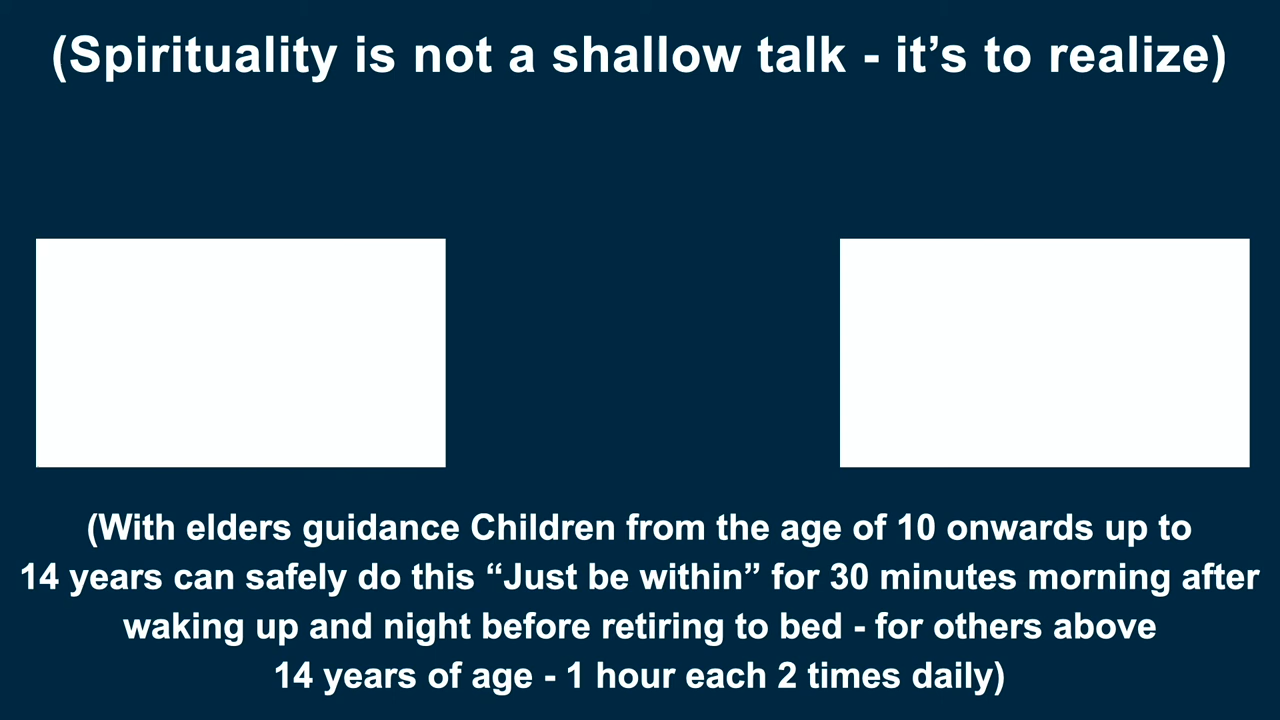 (Spirituality is not a shallow talk - it’s to realize)
(With elders guidance Children from the age of 10 onwards up to
14 years can safely do this “Just be within” for 30 minutes morning after
waking up and night before retiring to bed - for others above
14 years of age - 1 hour each 2 times daily)